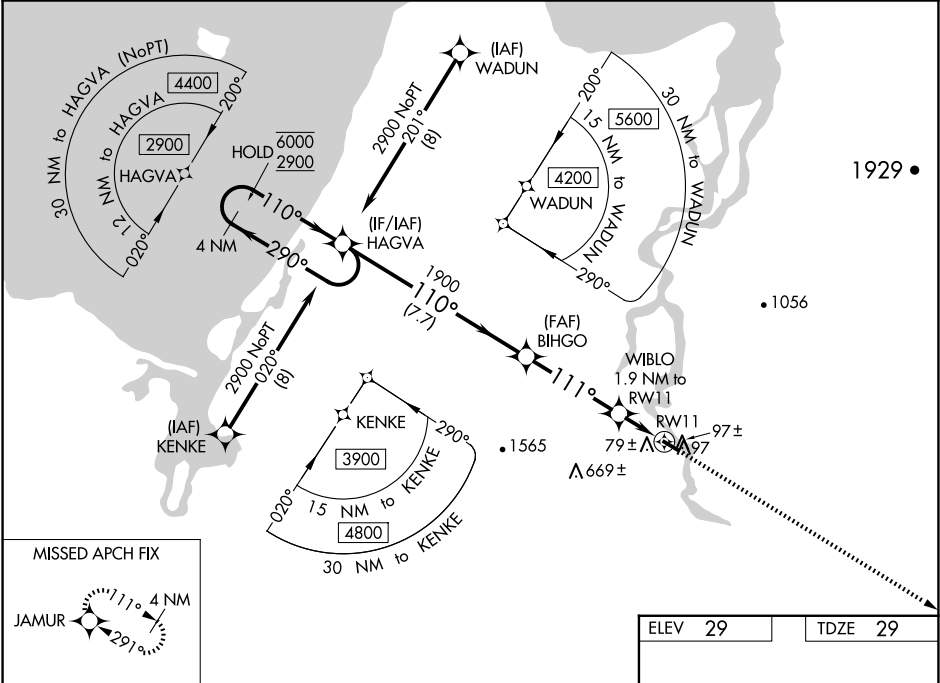 30 NM to HAGVA (NoPT)
4400
200°
12 NM to HAGVA
2900
HAGVA
020°
HOLD 6000
2900
110°
4 NM
290°
(IAF)
WADUN
2900 NoPT
201°
(8)
(IF/IAF)
HAGVA
1900
110°
(7.7)
2900 NoPT
020°
(8)
(IAF)
KENKE
200°
5600
30 NM to WADUN
15 NM to WADUN
4200
WADUN
290°
1929
1056
(FAF)
BIHGO
111°
WIBLO
1.9 NM to
RW11
RW11
97±
79±
97
1565
669±
KENKE
290°
3900
020°
15 NM to KENKE
4800
30 NM to KENKE
MISSED APCH FIX
JAMUR
111°
4 NM
291°
ELEV 29
TDZE 29